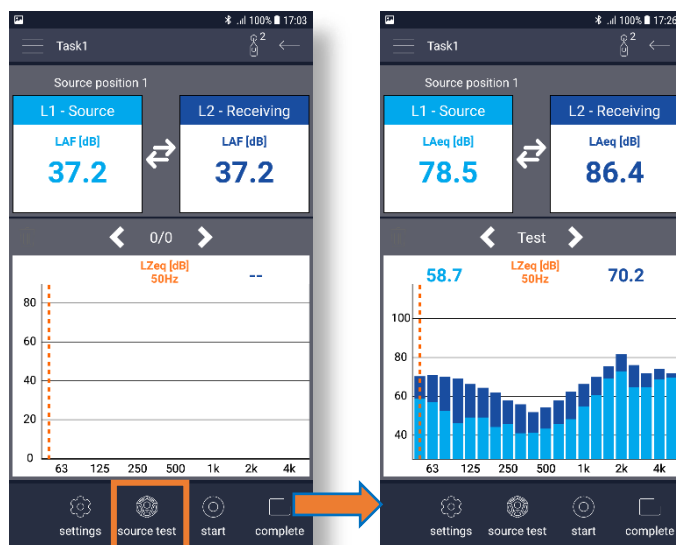 100% 17:03
Task1
2
Source position 1
L1 - Source
L2 - Receiving
LAF [dB]
LAF [dB]
37.2
37.2
0/0
LZeq [dB]
50Hz
--
80
60
40
20
0
63 125 250 500 1k 2k 4k
settings source test start complete
100% 17:26
Task1
2
Source position 1
L1 - Source
L2 - Receiving
LAeq [dB]
LAeq [dB]
78.5
86.4
Test
58.7
LZeq [dB]
50Hz
70.2
100
80
60
40
63 125 250 500 1k 2k 4k
settings source test start complete